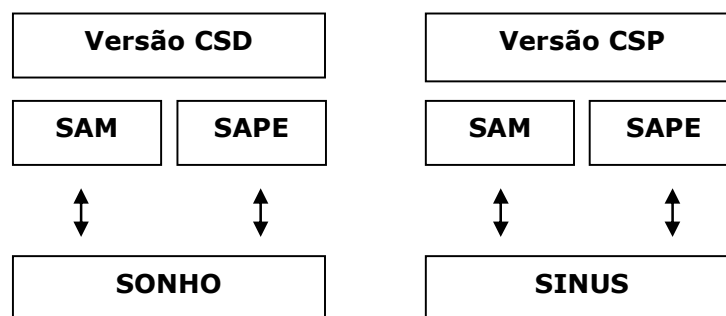 Versão CSD
Versão CSP
SAM
SAPE
SAM
SAPE
SONHO
SINUS